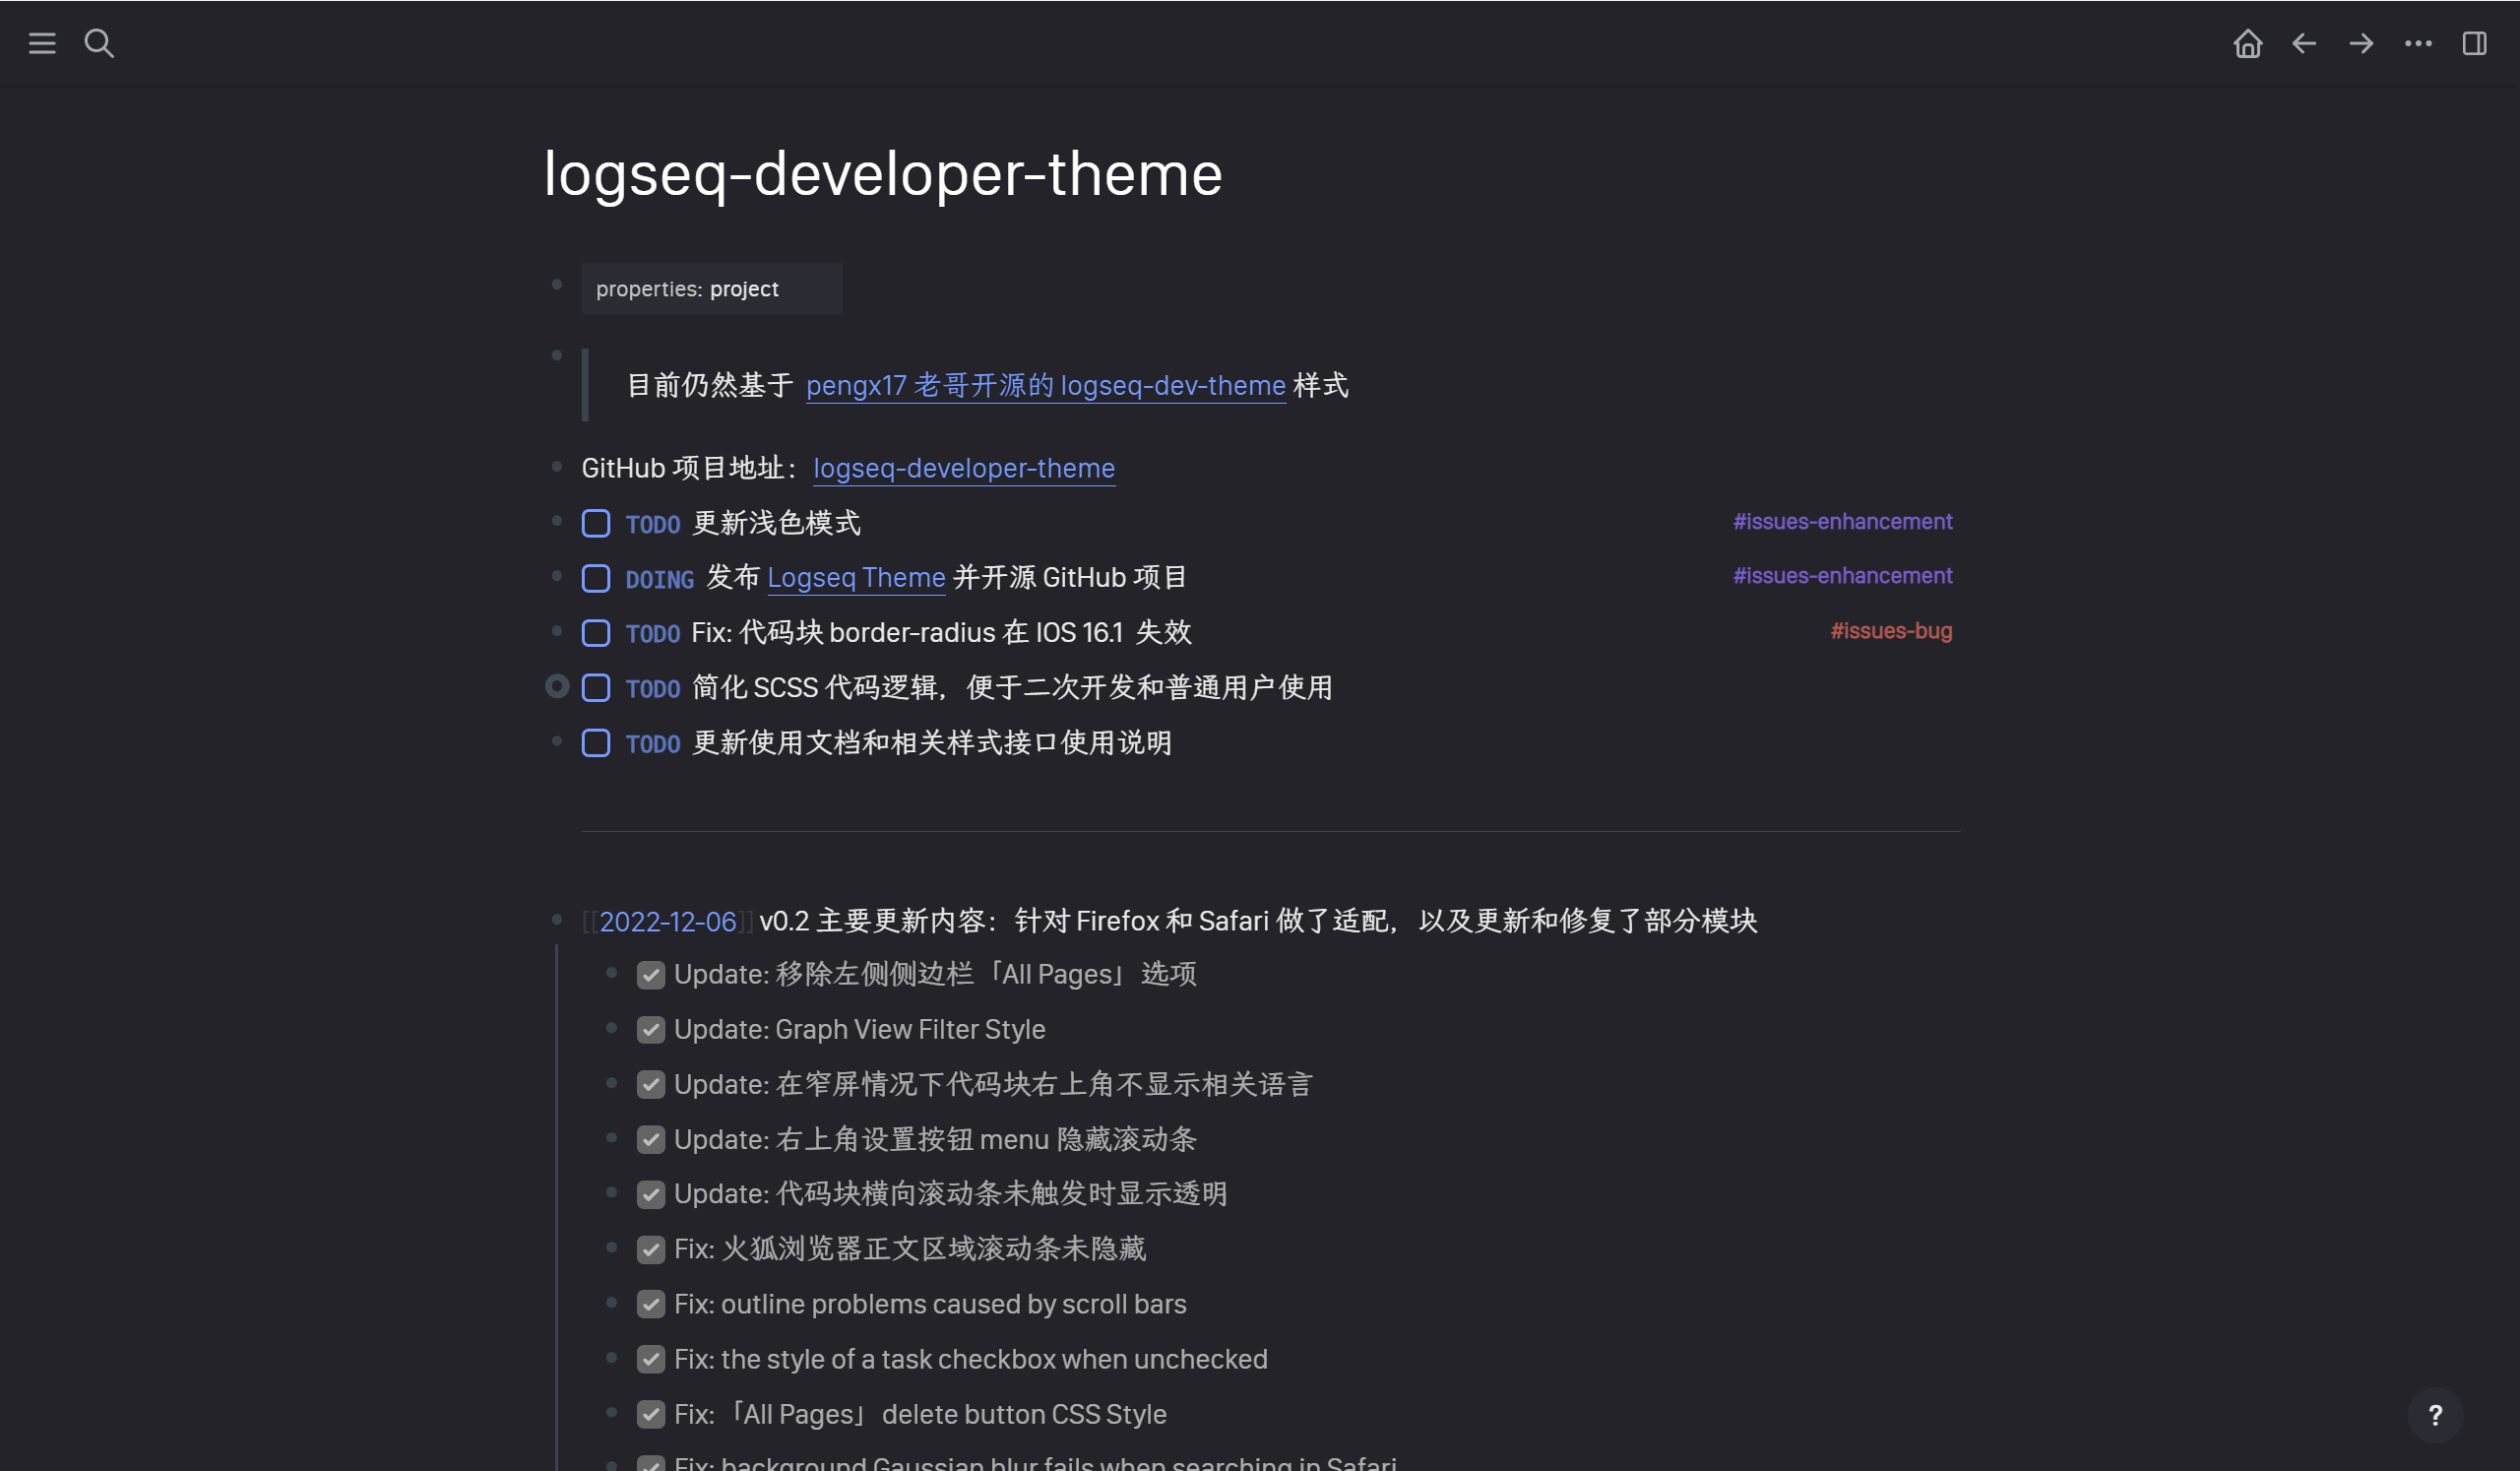 logseq-developer-theme
properties: project
目前仍然基于 pengx17 老哥开源的 logseq-dev-theme 样式
GitHub 项目地址：logseq-developer-theme
TODO 更新浅色模式 #issues-enhancement
DOING 发布 Logseq Theme 并开源 GitHub 项目 #issues-enhancement
TODO Fix: 代码块 border-radius 在 IOS 16.1 失效 #issues-bug
TODO 简化 SCSS 代码逻辑，便于二次开发和普通用户使用
TODO 更新使用文档和相关样式接口使用说明
[[2022-12-06]] v0.2 主要更新内容：针对 Firefox 和 Safari 做了适配，以及更新和修复了部分模块
Update: 移除左侧侧边栏「All Pages」选项
Update: Graph View Filter Style
Update: 在窄屏情况下代码块右上角不显示相关语言
Update: 右上角设置按钮 menu 隐藏滚动条
Update: 代码块横向滚动条未触发时显示透明
Fix: 火狐浏览器正文区域滚动条未隐藏
Fix: outline problems caused by scroll bars
Fix: the style of a task checkbox when unchecked
Fix:「All Pages」delete button CSS Style
Fix: background Gaussian blur fails when searching in Safari
?